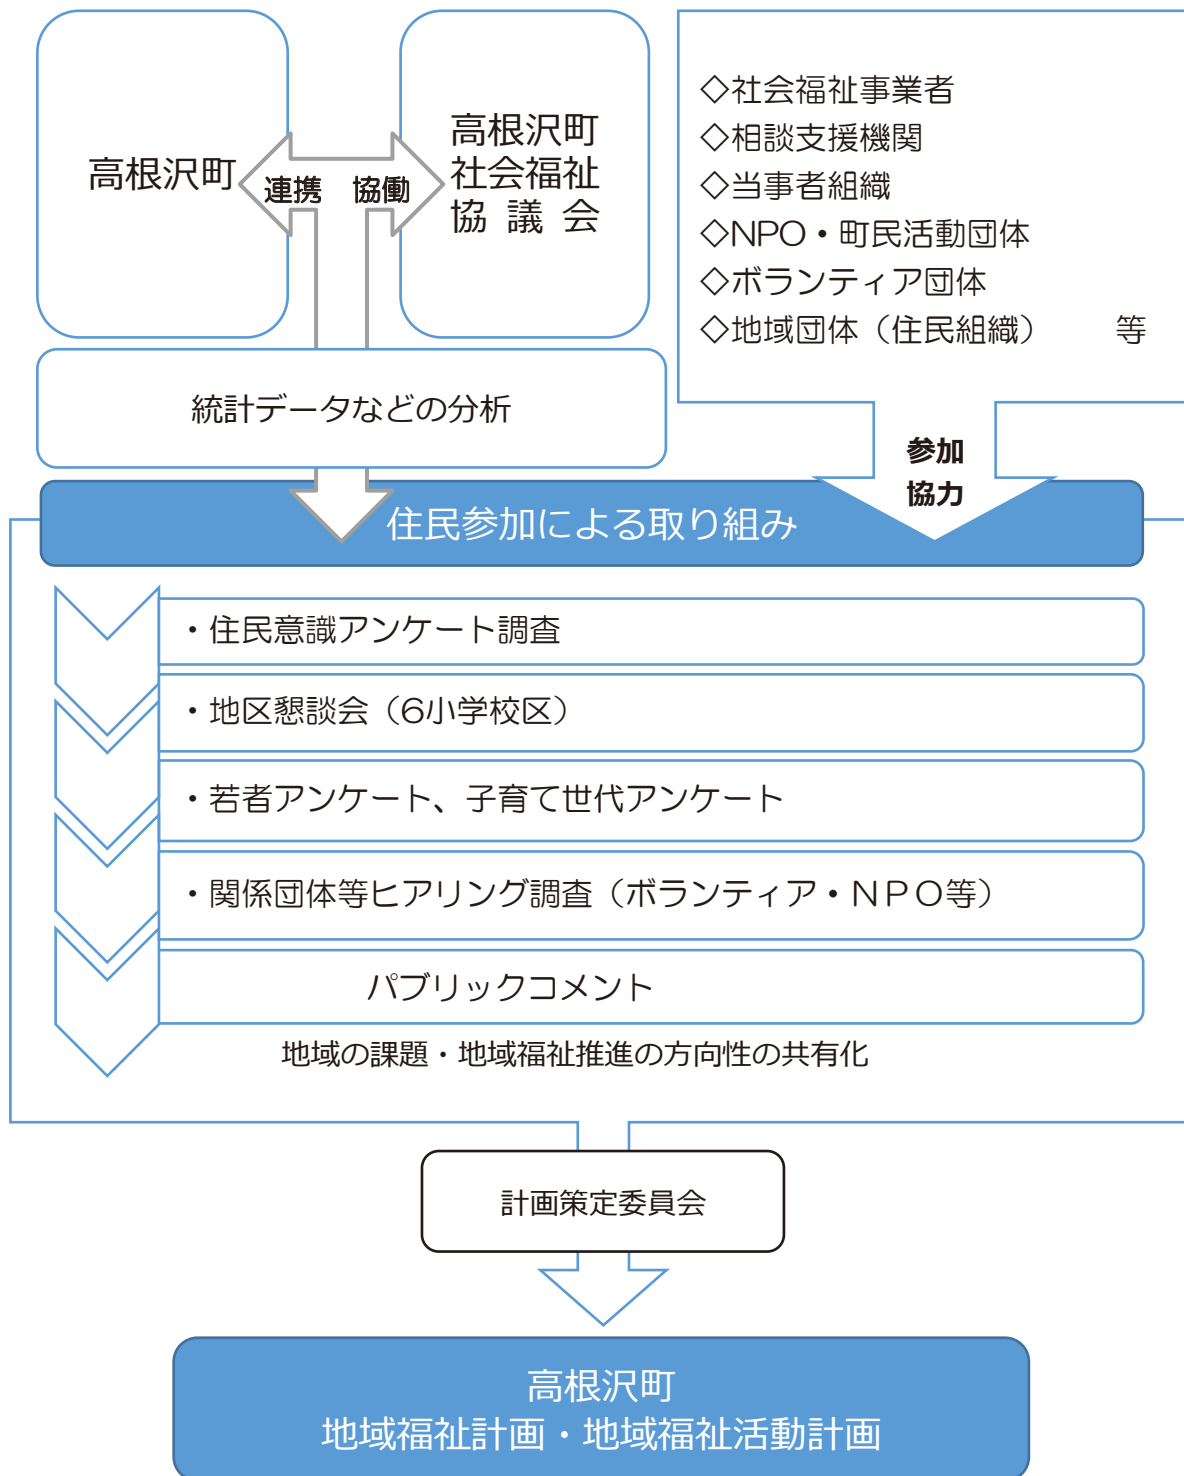 高根沢町
連携 協働
高根沢町
社会福祉
協議会
◇社会福祉事業者
◇相談支援機関
◇当事者組織
◇NPO・町民活動団体
◇ボランティア団体
◇地域団体（住民組織） 等
統計データなどの分析
参加
協力
住民参加による取り組み
・住民意識アンケート調査
・地区懇談会（6小学校区）
・若者アンケート、子育て世代アンケート
・関係団体等ヒアリング調査（ボランティア・ＮＰＯ等）
パブリックコメント
地域の課題・地域福祉推進の方向性の共有化
計画策定委員会
高根沢町
地域福祉計画・地域福祉活動計画